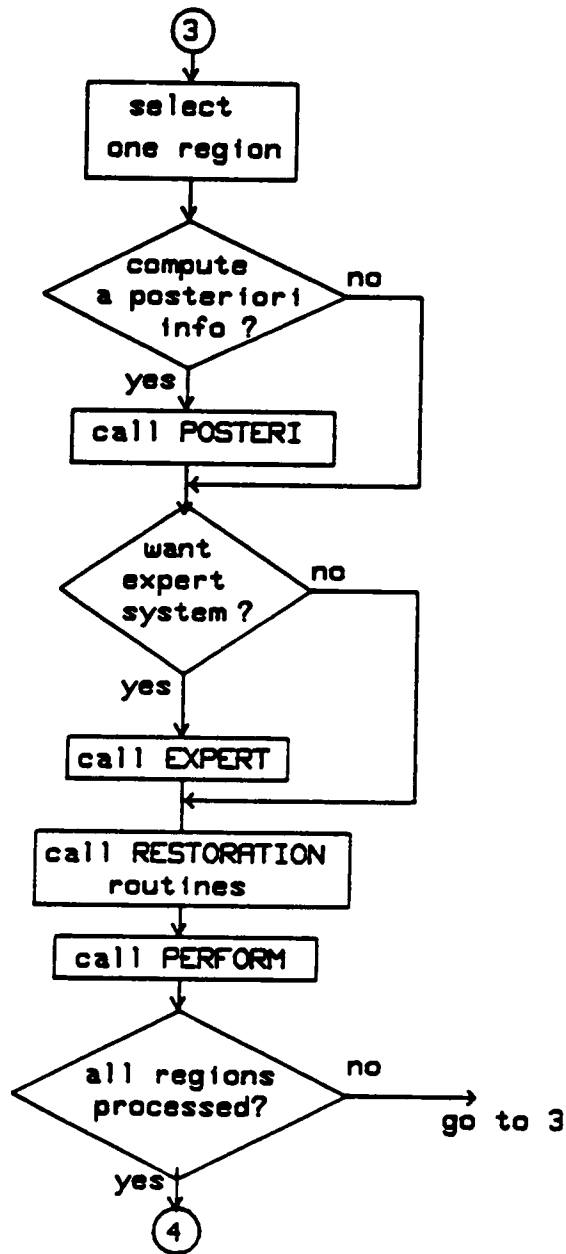 3
select
one region
compute
a posteriori
info ?
no
yes
call POSTERI
want
expert
system ?
no
yes
call EXPERT
call RESTORATION
routines
call PERFORM
all regions
processed?
no
go to 3
yes
4